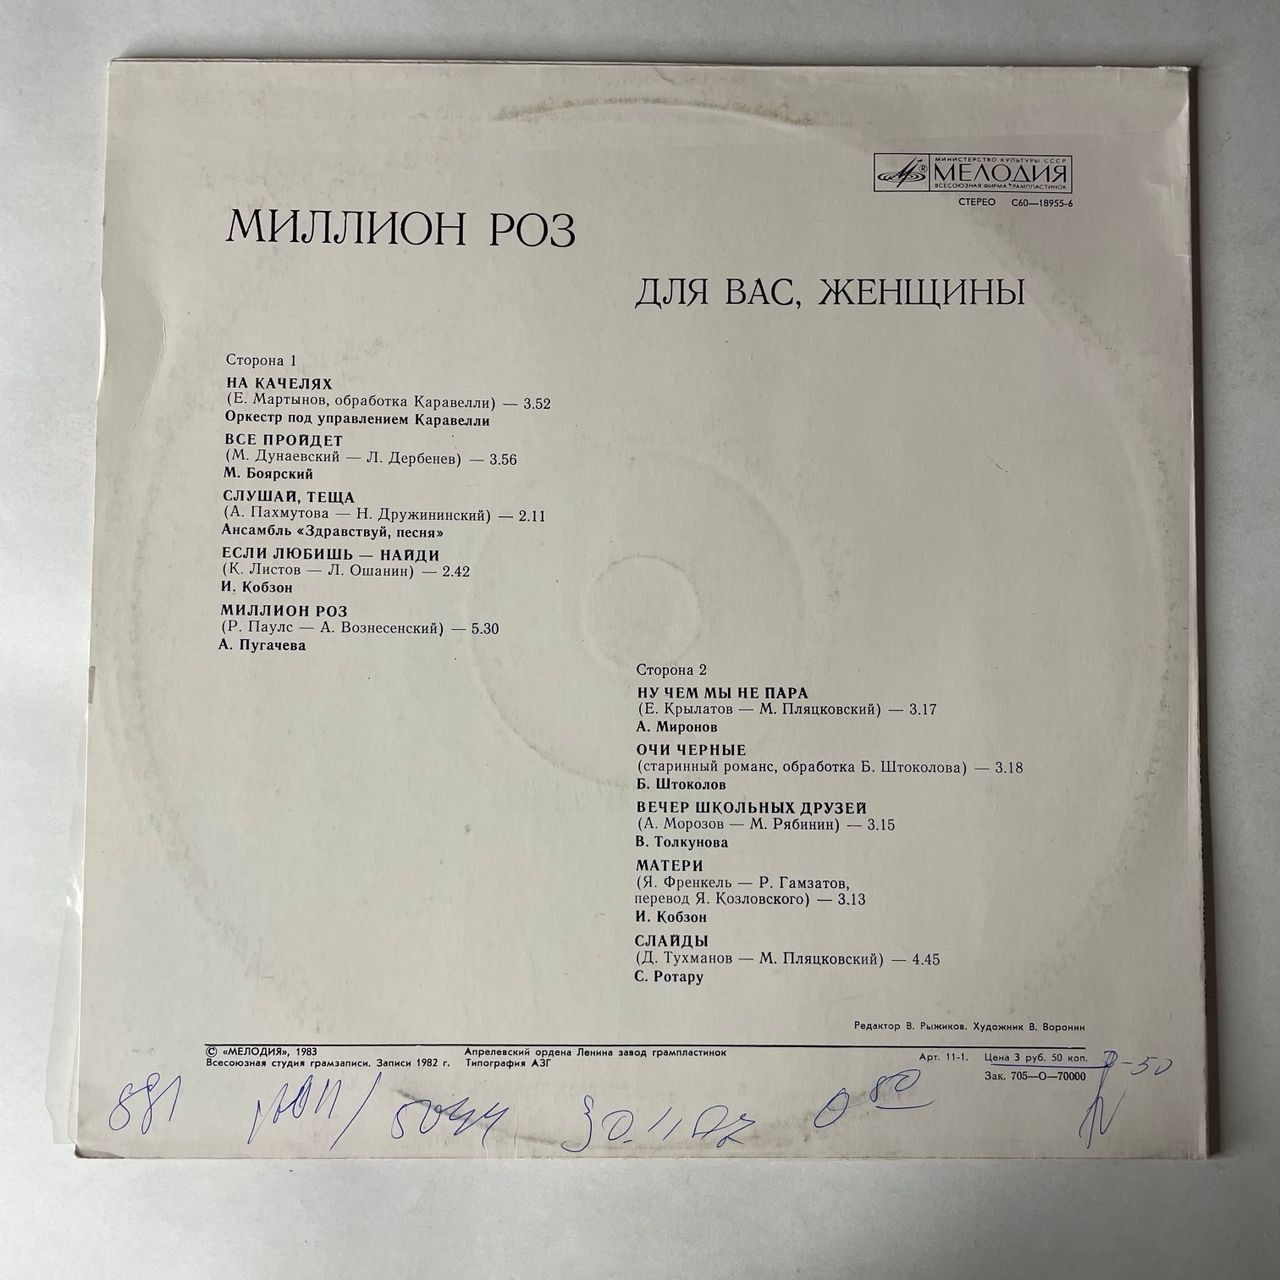 МИНИСТЕРСТВО КУЛЬТУРЫ СССР
МЕЛОДИЯ
ВСЕСОЮЗНАЯ ФИРМА ГРАМПЛАСТИНОК
СТЕРЕО С60—18955-6
МИЛЛИОН РОЗ
ДЛЯ ВАС, ЖЕНЩИНЫ
Сторона 1
НА КАЧЕЛЯХ
(Е. Мартынов, обработка Каравелли) — 3.52
Оркестр под управлением Каравелли
ВСЕ ПРОЙДЕТ
(М. Дунаевский — Л. Дербенев) — 3.56
М. Боярский
СЛУШАЙ, ТЕЩА
(А. Пахмутова — Н. Дружининский) — 2.11
Ансамбль «Здравствуй, песня»
ЕСЛИ ЛЮБИШЬ — НАЙДИ
(К. Листов — Л. Ошанин) — 2.42
И. Кобзон
МИЛЛИОН РОЗ
(Р. Паулс — А. Вознесенский) — 5.30
А. Пугачева
Сторона 2
НУ ЧЕМ МЫ НЕ ПАРА
(Е. Крылатов — М. Пляцковский) — 3.17
А. Миронов
ОЧИ ЧЕРНЫЕ
(старинный романс, обработка Б. Штоколова) — 3.18
Б. Штоколов
ВЕЧЕР ШКОЛЬНЫХ ДРУЗЕЙ
(А. Морозов — М. Рябинин) — 3.15
В. Толкунова
МАТЕРИ
(Я. Френкель — Р. Гамзатов,
перевод Я. Козловского) — 3.13
И. Кобзон
СЛАЙДЫ
(Д. Тухманов — М. Пляцковский) — 4.45
С. Ротару
Редактор В. Рыжиков. Художник В. Воронин
© «МЕЛОДИЯ», 1983 Апрелевский ордена Ленина завод грампластинок Арт. 11-1. Цена 3 руб. 50 коп.
Всесоюзная студия грамзаписи. Записи 1982 г. Типография АЗГ Зак. 705—О—70000
881